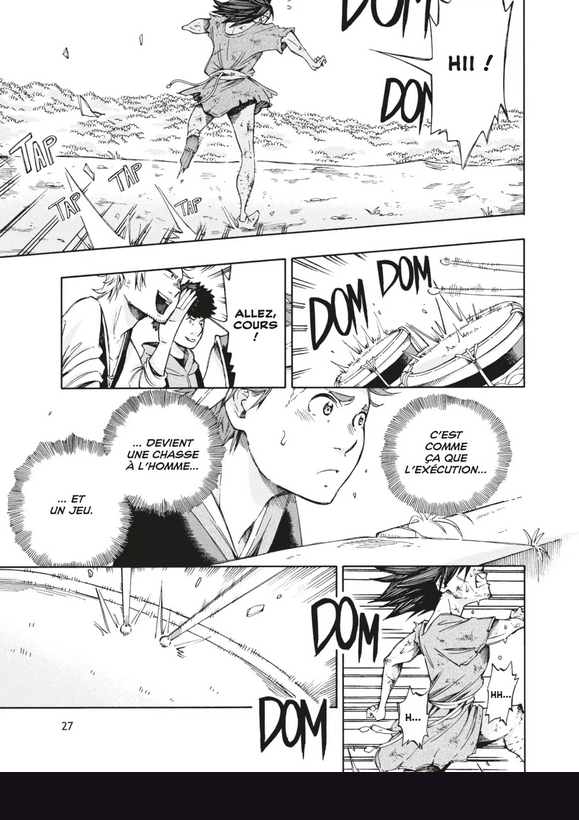 DOM
HII !
DOM
TAP
TAP
TAP
TAP
DOM DOM
ALLEZ,
COURS
!
C'EST
COMME
ÇA QUE
L'EXÉCUTION...
... DEVIENT
UNE CHASSE
À L'HOMME...
... ET
UN JEU.
DOM
HH...
H...
DOM
27